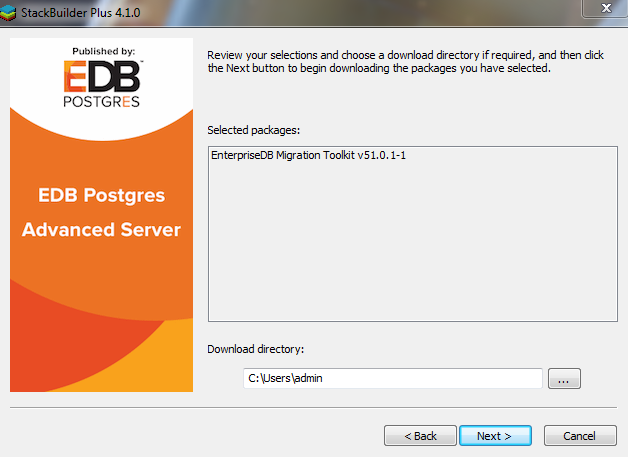 StackBuilder Plus 4.1.0
Published by:
EDB™
POSTGRES
EDB Postgres
Advanced Server
Review your selections and choose a download directory if required, and then click
the Next button to begin downloading the packages you have selected.
Selected packages:
EnterpriseDB Migration Toolkit v51.0.1-1
Download directory:
C:\Users\admin
...
< Back
Next >
Cancel